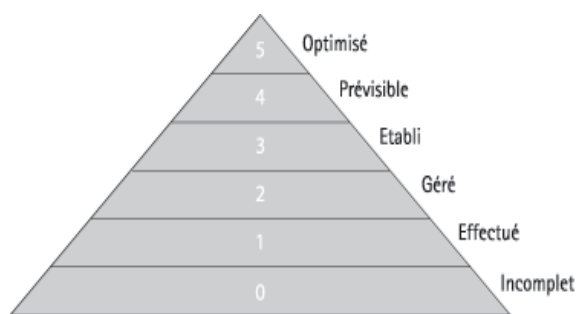 5 Optimisé
4 Prévisible
3 Etabli
2 Géré
1 Effectué
0 Incomplet